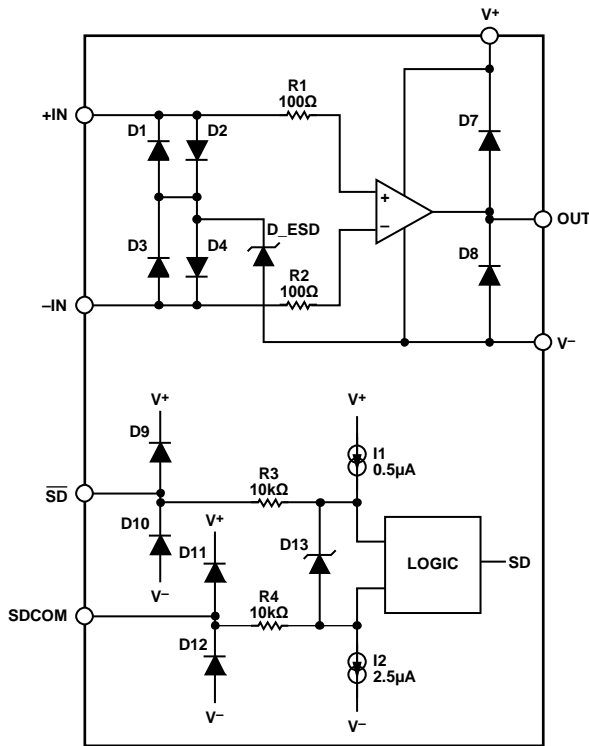 V+
R1
100Ω
+IN
D1
D2
D7
D_ESD
+
–
OUT
D3
D4
D8
R2
100Ω
–IN
V–
V+
V+
D9
I1
0.5µA
R3
10kΩ
SD
D10
V+
D13
LOGIC
SD
D11
V–
R4
10kΩ
SDCOM
D12
I2
2.5µA
V–
V–